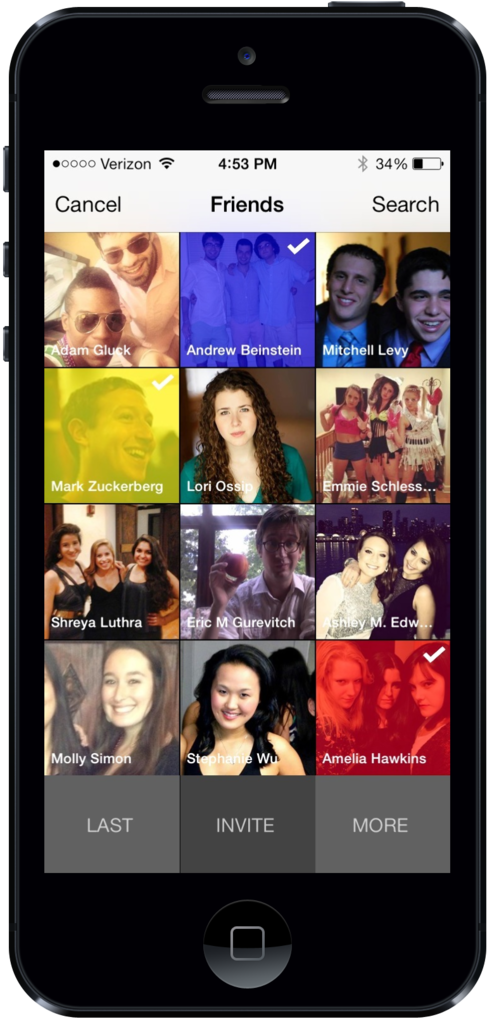 Verizon 4:53 PM 34%
Cancel Friends Search
Adam Gluck Andrew Beinstein Mitchell Levy
Mark Zuckerberg Lori Ossip Emmie Schless...
Shreya Luthra Eric M Gurevitch Ashley M. Edw...
Molly Simon Stephanie Wu Amelia Hawkins
LAST INVITE MORE